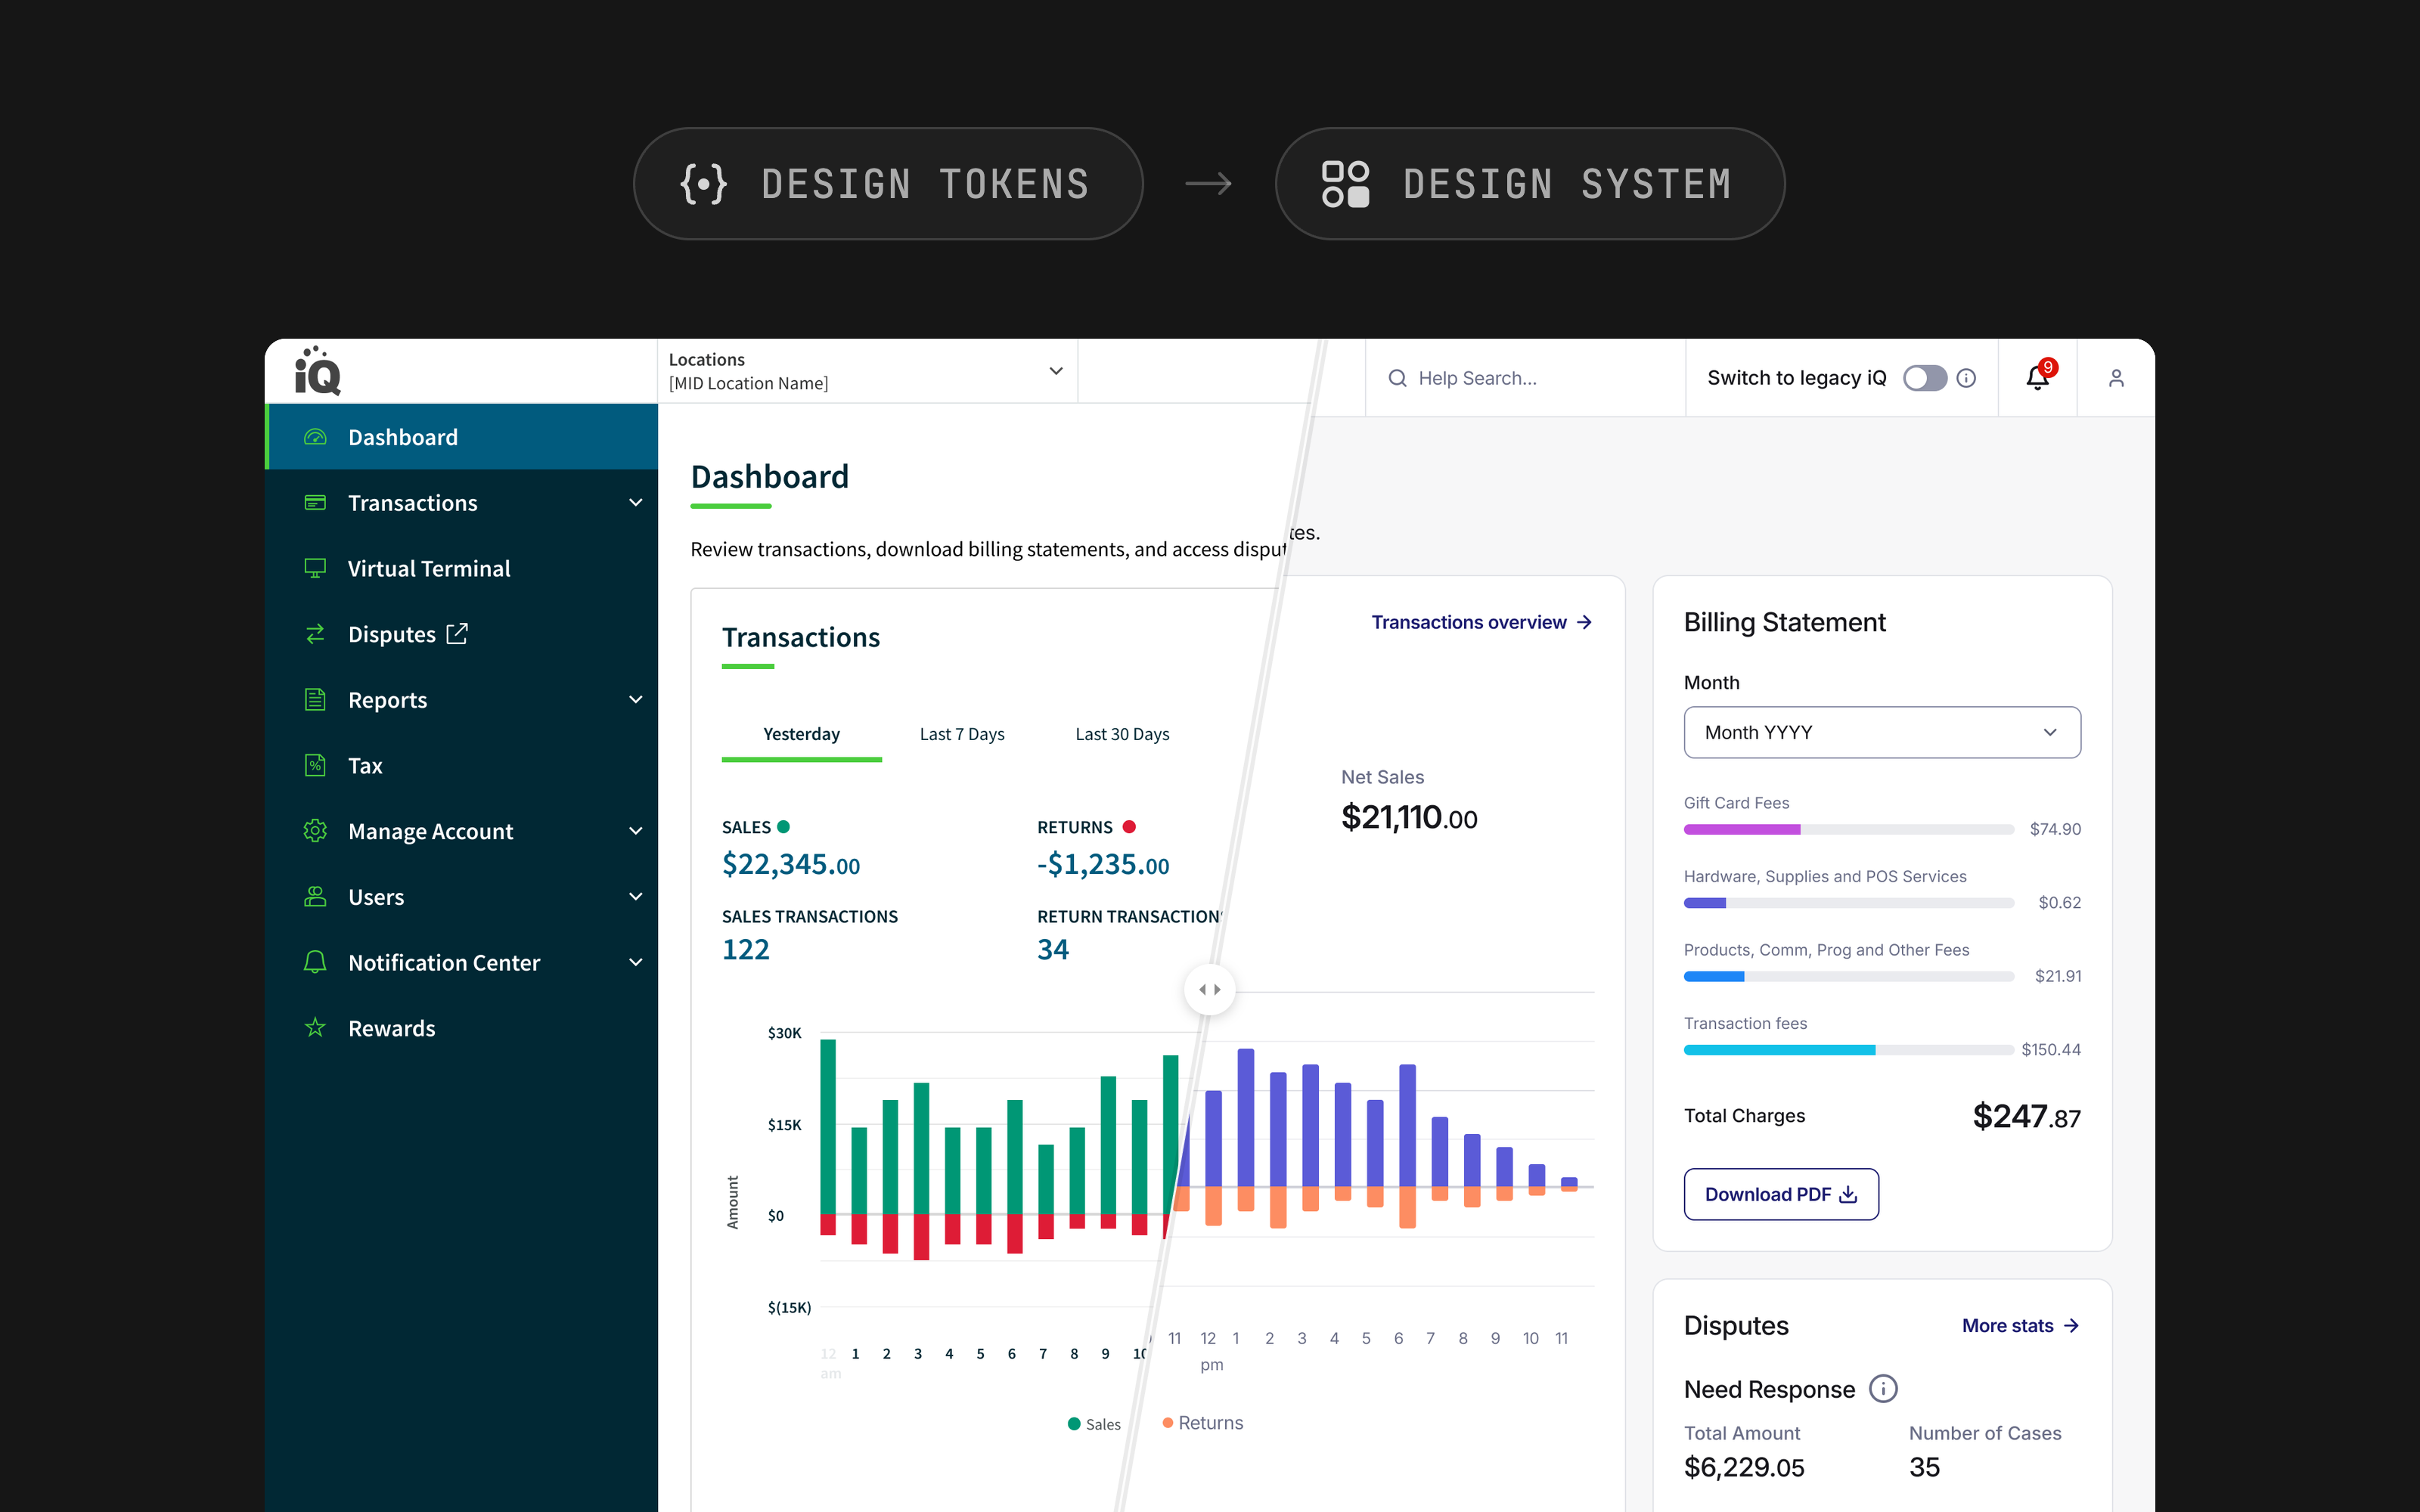 DESIGN TOKENS
DESIGN SYSTEM
iQ
Locations
[MID Location Name]
Help Search...
Switch to legacy iQ
9
Dashboard
Transactions
Virtual Terminal
Disputes
Reports
Tax
Manage Account
Users
Notification Center
Rewards
Dashboard
Review transactions, download billing statements, and access disputes.
Transactions
Transactions overview
Yesterday Last 7 Days Last 30 Days
SALES
$22,345.00
RETURNS
-$1,235.00
Net Sales
$21,110.00
SALES TRANSACTIONS
122
RETURN TRANSACTION
34
Amount
$30K
$15K
$0
$(15K)
12 1 2 3 4 5 6 7 8 9 10 11 12 1 2 3 4 5 6 7 8 9 10 11
am pm
Sales Returns
Billing Statement
Month
Month YYYY
Gift Card Fees
$74.90
Hardware, Supplies and POS Services
$0.62
Products, Comm, Prog and Other Fees
$21.91
Transaction fees
$150.44
Total Charges $247.87
Download PDF
Disputes More stats
Need Response
Total Amount Number of Cases
$6,229.05 35